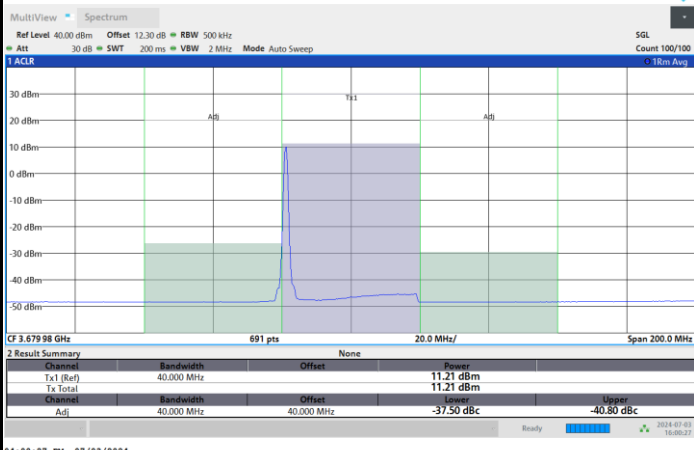 MultiView Spectrum
Ref Level 40.00 dBm Offset 12.30 dB RBW 500 kHz SGL
Att 30 dB SWT 200 ms VBW 2 MHz Mode Auto Sweep Count 100/100
1 ACLR 1Rm Avg
30 dBm
Tx1
20 dBm Adj Adj
10 dBm
0 dBm
-10 dBm
-20 dBm
-30 dBm
-40 dBm
-50 dBm
CF 3.679 98 GHz 691 pts 20.0 MHz/ Span 200.0 MHz
2 Result Summary None
Channel Bandwidth Offset Power
Tx1 (Ref) 40.000 MHz 11.21 dBm
Tx Total 11.21 dBm
Channel Bandwidth Offset Lower Upper
Adj 40.000 MHz 40.000 MHz -37.50 dBc -40.80 dBc
Ready 2024-07-03
16:00:27